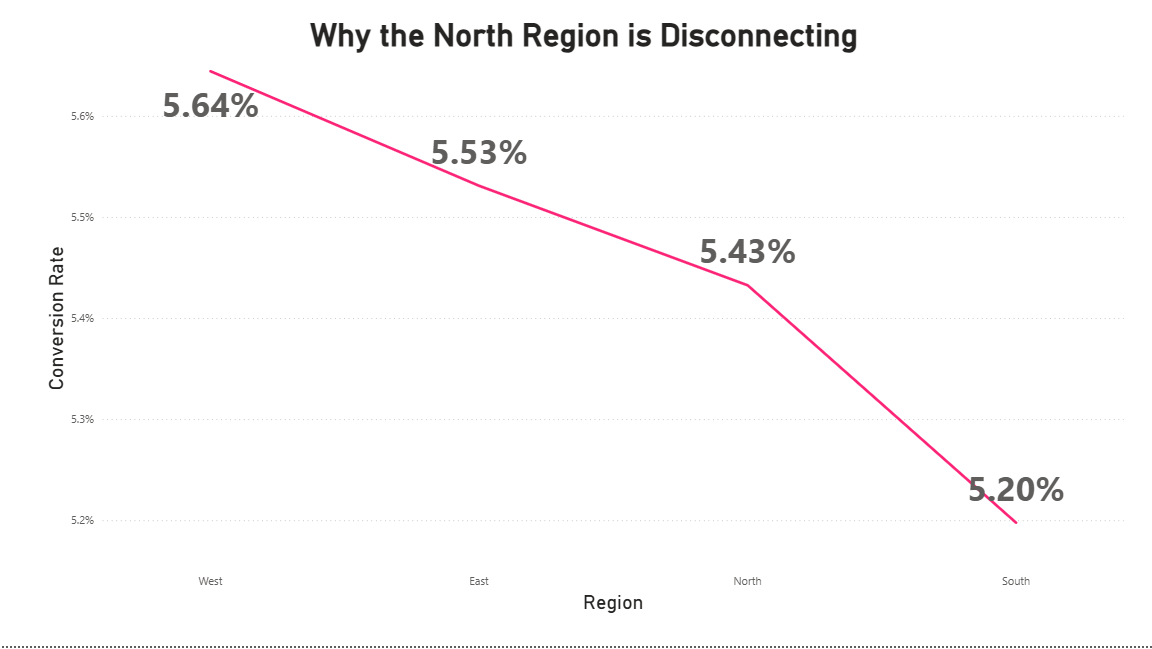 Why the North Region is Disconnecting
5.64%
5.6%
5.53%
5.5%
5.43%
5.4%
5.3%
5.20%
5.2%
Conversion Rate
West East North South
Region